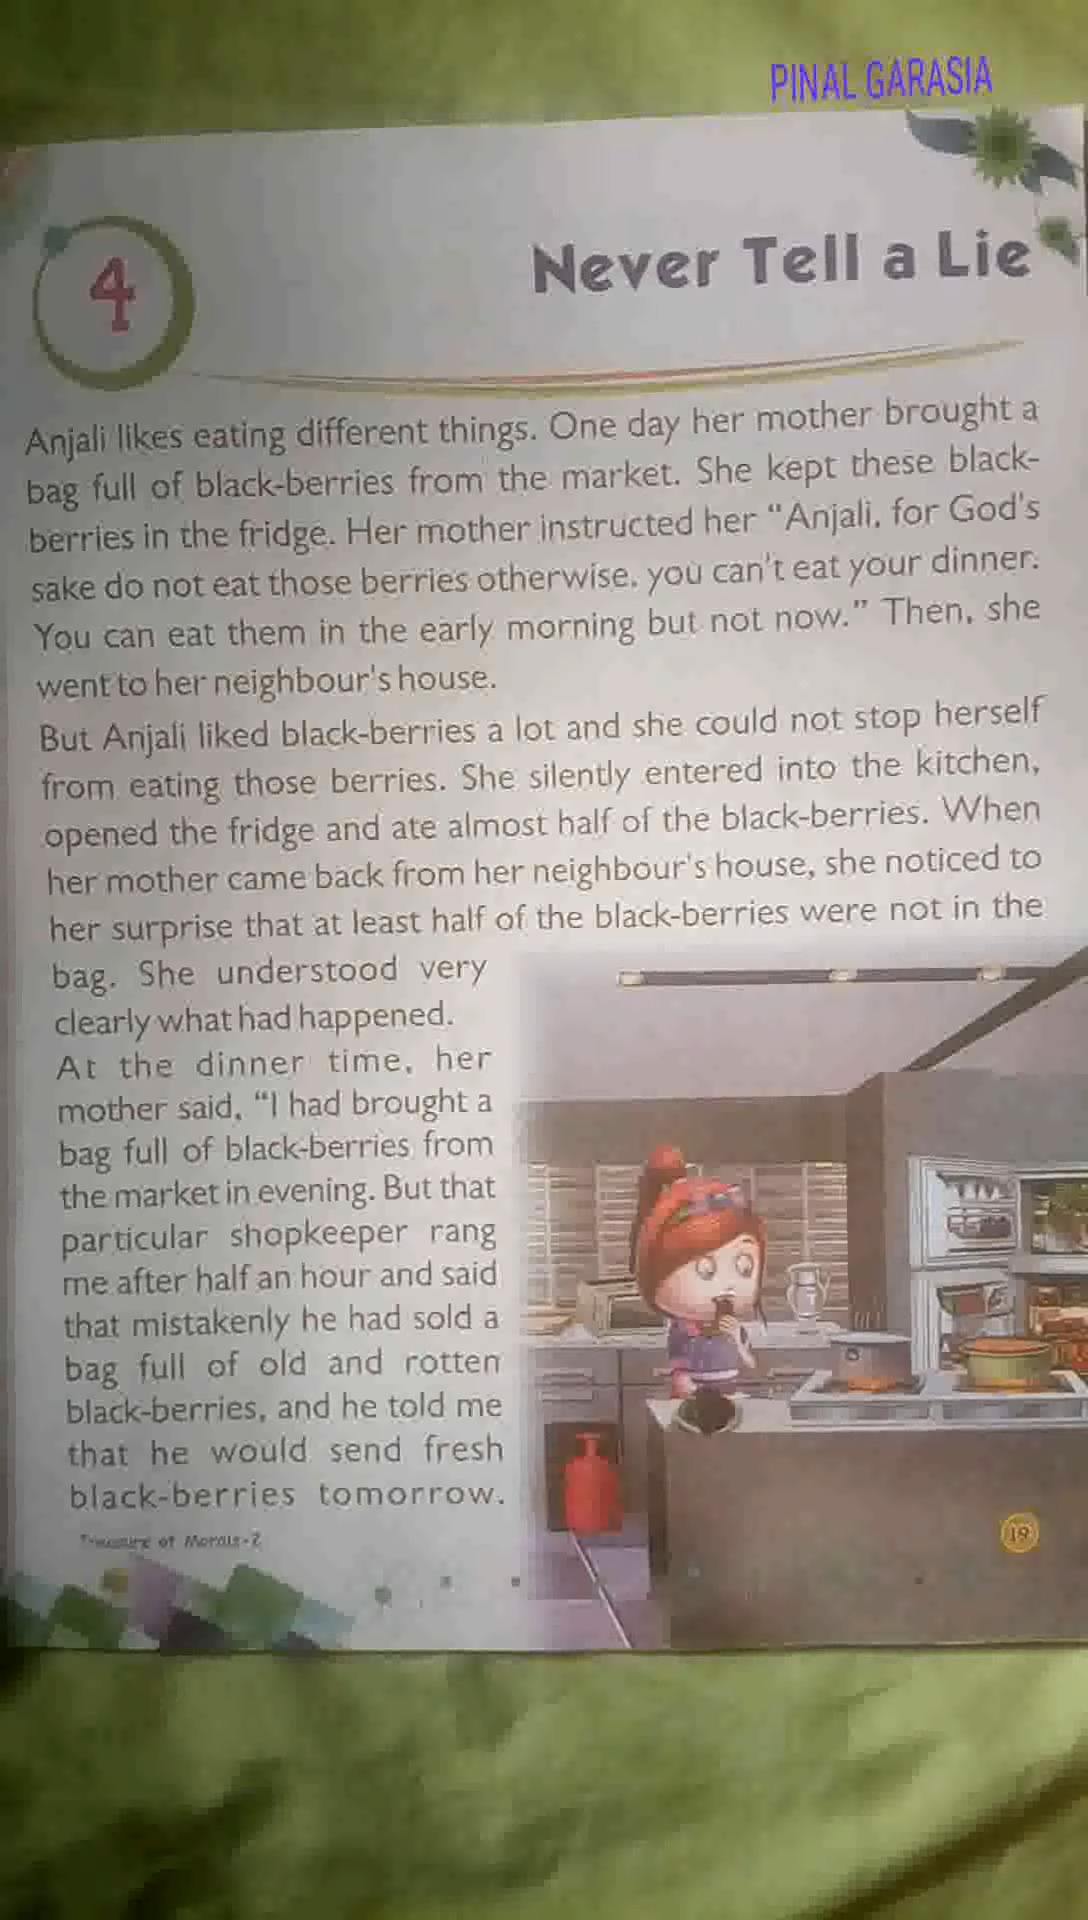 PINAL GARASIA
4
Never Tell a Lie
Anjali likes eating different things. One day her mother brought a
bag full of black-berries from the market. She kept these black-
berries in the fridge. Her mother instructed her “Anjali, for God's
sake do not eat those berries otherwise, you can't eat your dinner.
You can eat them in the early morning but not now.” Then, she
went to her neighbour's house.
But Anjali liked black-berries a lot and she could not stop herself
from eating those berries. She silently entered into the kitchen,
opened the fridge and ate almost half of the black-berries. When
her mother came back from her neighbour's house, she noticed to
her surprise that at least half of the black-berries were not in the
bag. She understood very
clearly what had happened.
At the dinner time, her
mother said, “I had brought a
bag full of black-berries from
the market in evening. But that
particular shopkeeper rang
me after half an hour and said
that mistakenly he had sold a
bag full of old and rotten
black-berries, and he told me
that he would send fresh
black-berries tomorrow.
Treasure of Morals-2
19